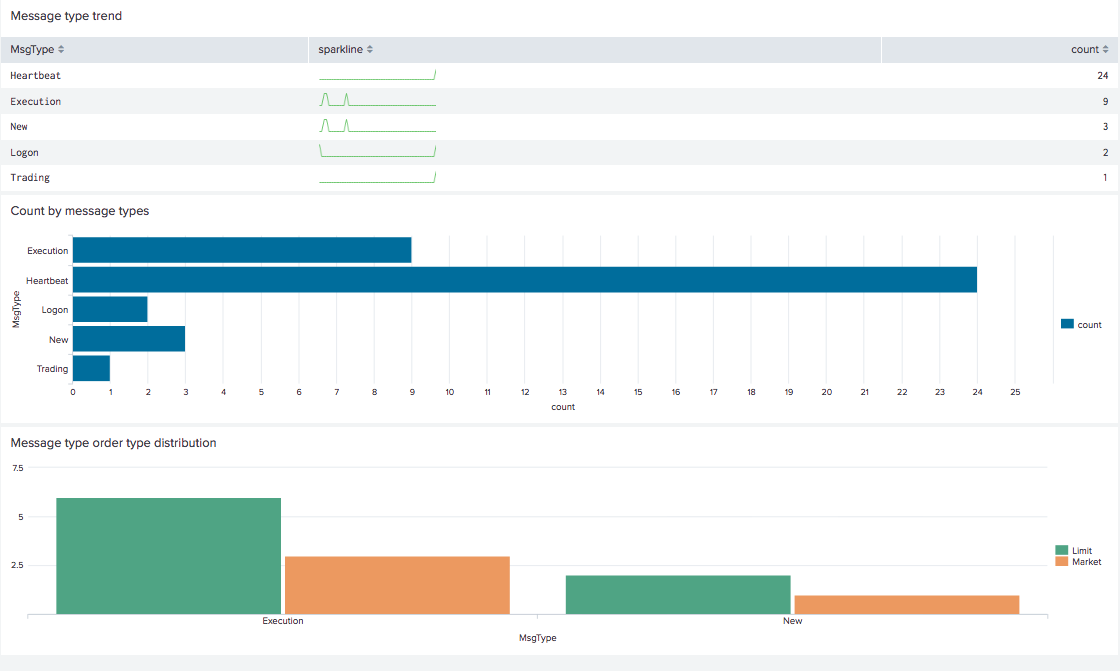 Message type trend
MsgType sparkline count
Heartbeat 24
Execution 9
New 3
Logon 2
Trading 1
Count by message types
Execution
Heartbeat
Logon
New
Trading
MsgType
count
0 1 2 3 4 5 6 7 8 9 10 11 12 13 14 15 16 17 18 19 20 21 22 23 24 25
count
Message type order type distribution
7.5
5
2.5
Limit
Market
Execution New
MsgType